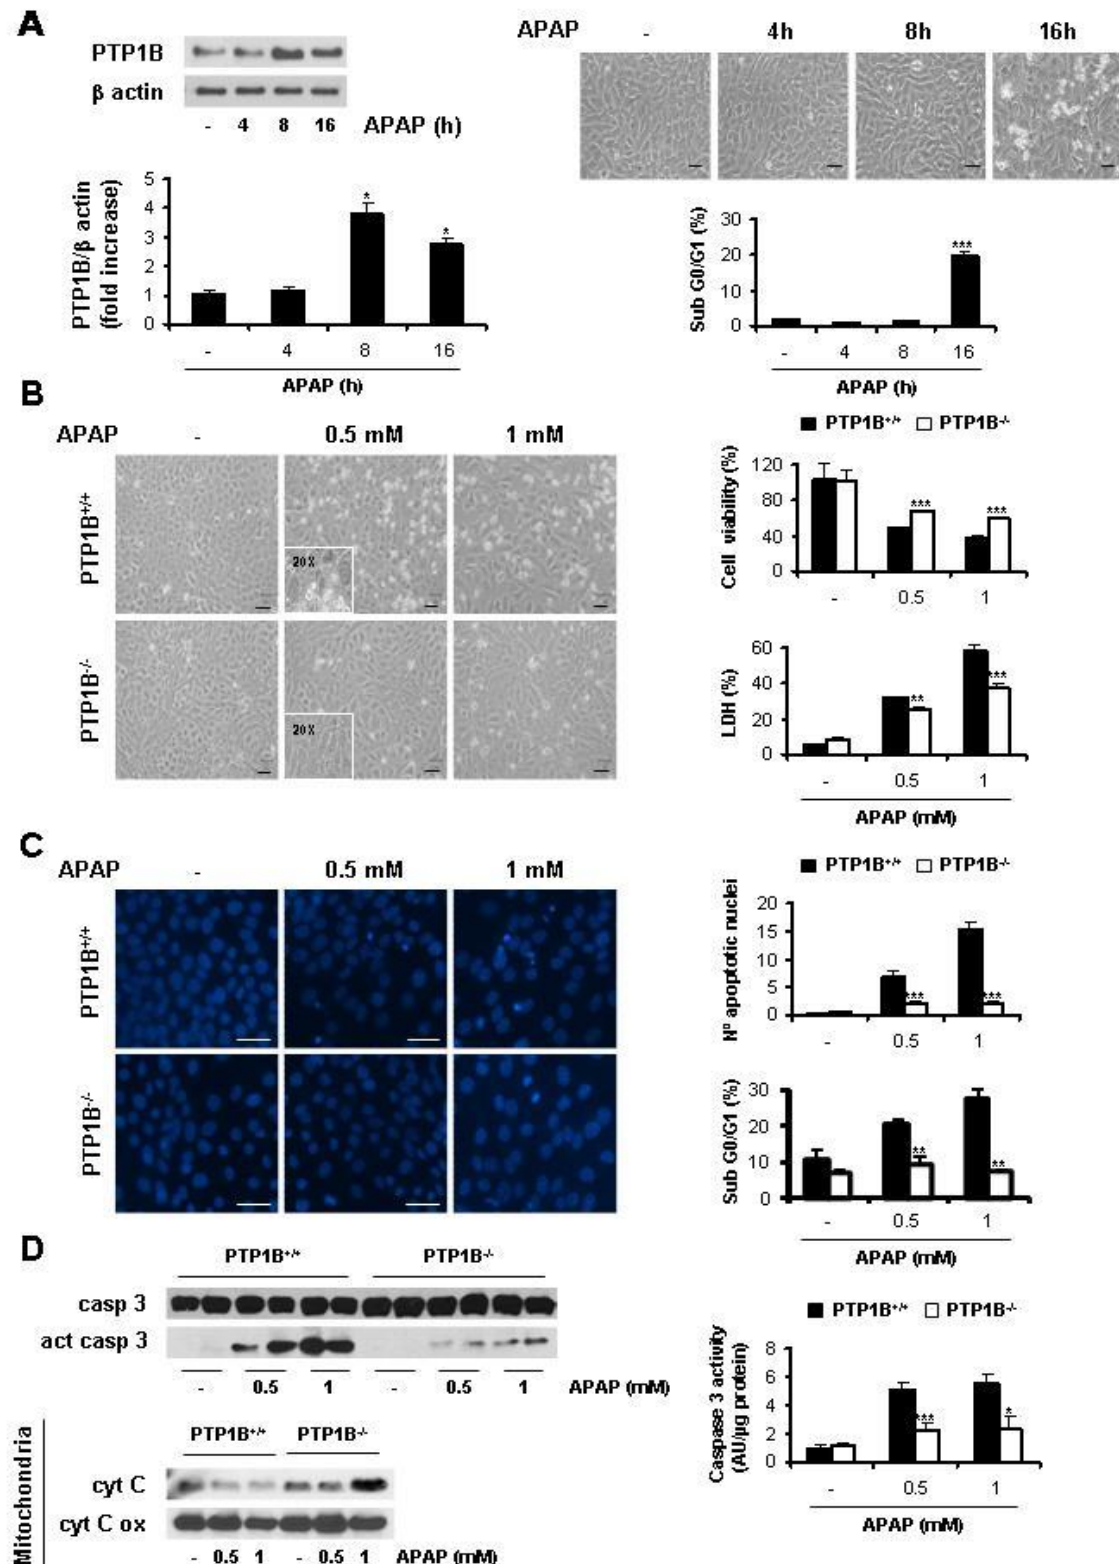 A
PTP1B
β actin
- 4 8 16 APAP (h)
PTP1B/β actin
(fold increase)
5
4
3
2
1
0
*
*
- 4 8 16
APAP (h)
APAP - 4h 8h 16h
Sub G0/G1 (%)
30
20
10
0
***
- 4 8 16
APAP (h)
B
APAP - 0.5 mM 1 mM
PTP1B+/+
20X
PTP1B-/-
20X
PTP1B+/+ PTP1B-/-
Cell viability (%)
120
80
40
0
*** ***
- 0.5 1
LDH (%)
60
40
20
0
** ***
- 0.5 1
APAP (mM)
C
APAP - 0.5 mM 1 mM
PTP1B+/+
PTP1B-/-
PTP1B+/+ PTP1B-/-
Nº apoptotic nuclei
20
15
10
5
0
*** ***
- 0.5 1
Sub G0/G1 (%)
30
20
10
0
** **
- 0.5 1
APAP (mM)
D
PTP1B+/+ PTP1B-/-
casp 3
act casp 3
- 0.5 1 - 0.5 1 APAP (mM)
Mitochondria
PTP1B+/+ PTP1B-/-
cyt C
cyt C ox
- 0.5 1 - 0.5 1 APAP (mM)
PTP1B+/+ PTP1B-/-
Caspase 3 activity
(AU/µg protein)
8
6
4
2
0
*** *
- 0.5 1
APAP (mM)